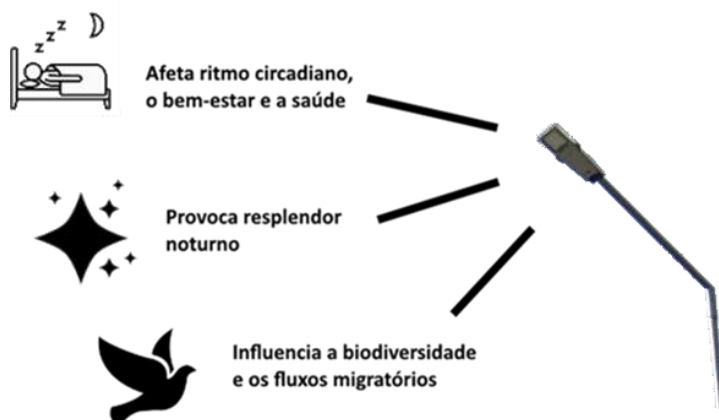 z z z
Afeta ritmo circadiano,
o bem-estar e a saúde
Provoca resplendor
noturno
Influencia a biodiversidade
e os fluxos migratórios